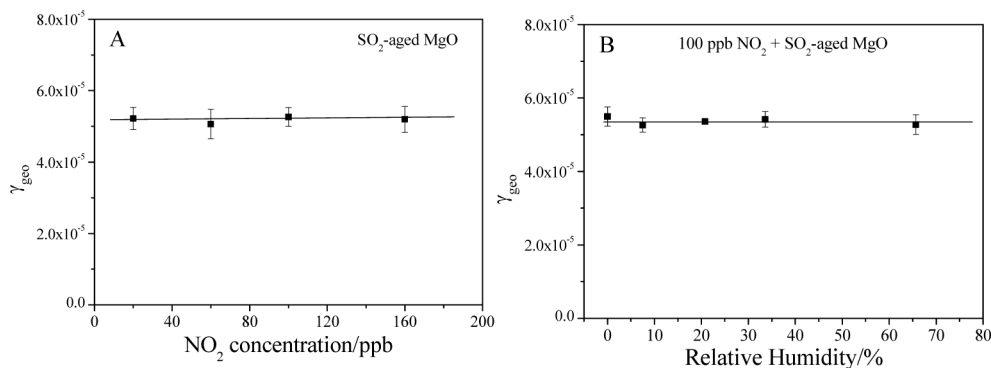 A
SO2-aged MgO
8.0x10-5
6.0x10-5
4.0x10-5
2.0x10-5
0.0
γgeo
0 40 80 120 160 200
NO2 concentration/ppb
B
100 ppb NO2 + SO2-aged MgO
8.0x10-5
6.0x10-5
4.0x10-5
2.0x10-5
0.0
γgeo
0 10 20 30 40 50 60 70 80
Relative Humidity/%